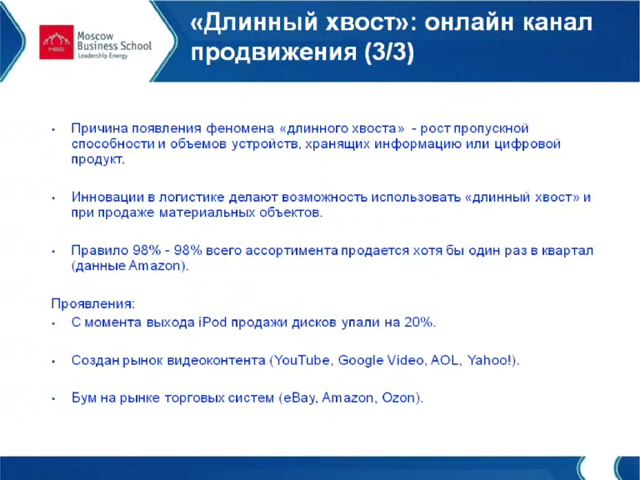 Moscow
Business School
Leadership Energy
MBS
«Длинный хвост»: онлайн канал
продвижения (3/3)
• Причина появления феномена «длинного хвоста» - рост пропускной
способности и объемов устройств, хранящих информацию или цифровой
продукт.
• Инновации в логистике делают возможность использовать «длинный хвост» и
при продаже материальных объектов.
• Правило 98% - 98% всего ассортимента продается хотя бы один раз в квартал
(данные Amazon).
Проявления:
• С момента выхода iPod продажи дисков упали на 20%.
• Создан рынок видеоконтента (YouTube, Google Video, AOL, Yahoo!).
• Бум на рынке торговых систем (eBay, Amazon, Ozon).